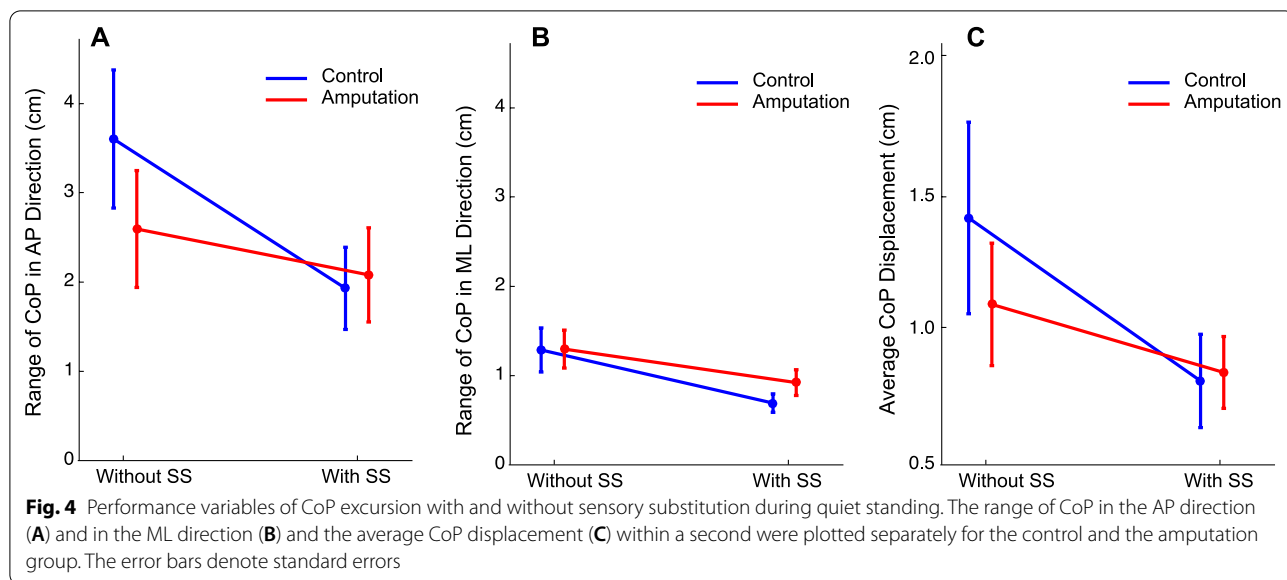 A
Control
Amputation
Range of CoP in AP Direction (cm)
4
3
2
1
0
Without SS
With SS
B
Control
Amputation
Range of CoP in ML Direction (cm)
4
3
2
1
0
Without SS
With SS
C
Control
Amputation
Average CoP Displacement (cm)
2.0
1.5
1.0
0.5
Without SS
With SS
Fig. 4 Performance variables of CoP excursion with and without sensory substitution during quiet standing. The range of CoP in the AP direction
(A) and in the ML direction (B) and the average CoP displacement (C) within a second were plotted separately for the control and the amputation
group. The error bars denote standard errors